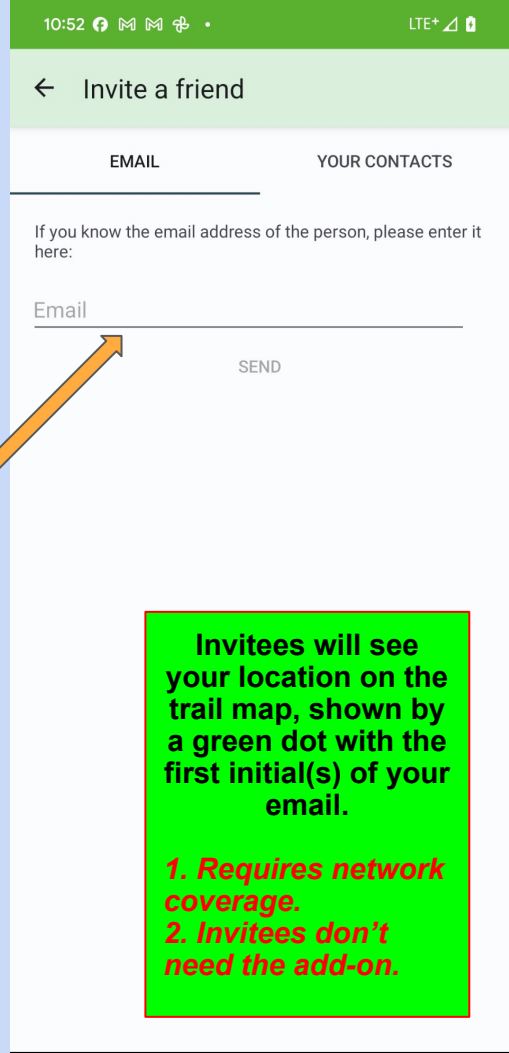 10:52 LTE+
Invite a friend
EMAIL YOUR CONTACTS
If you know the email address of the person, please enter it
here:
Email
SEND
Invitees will see
your location on the
trail map, shown by
a green dot with the
first initial(s) of your
email.
1. Requires network
coverage.
2. Invitees don’t
need the add-on.